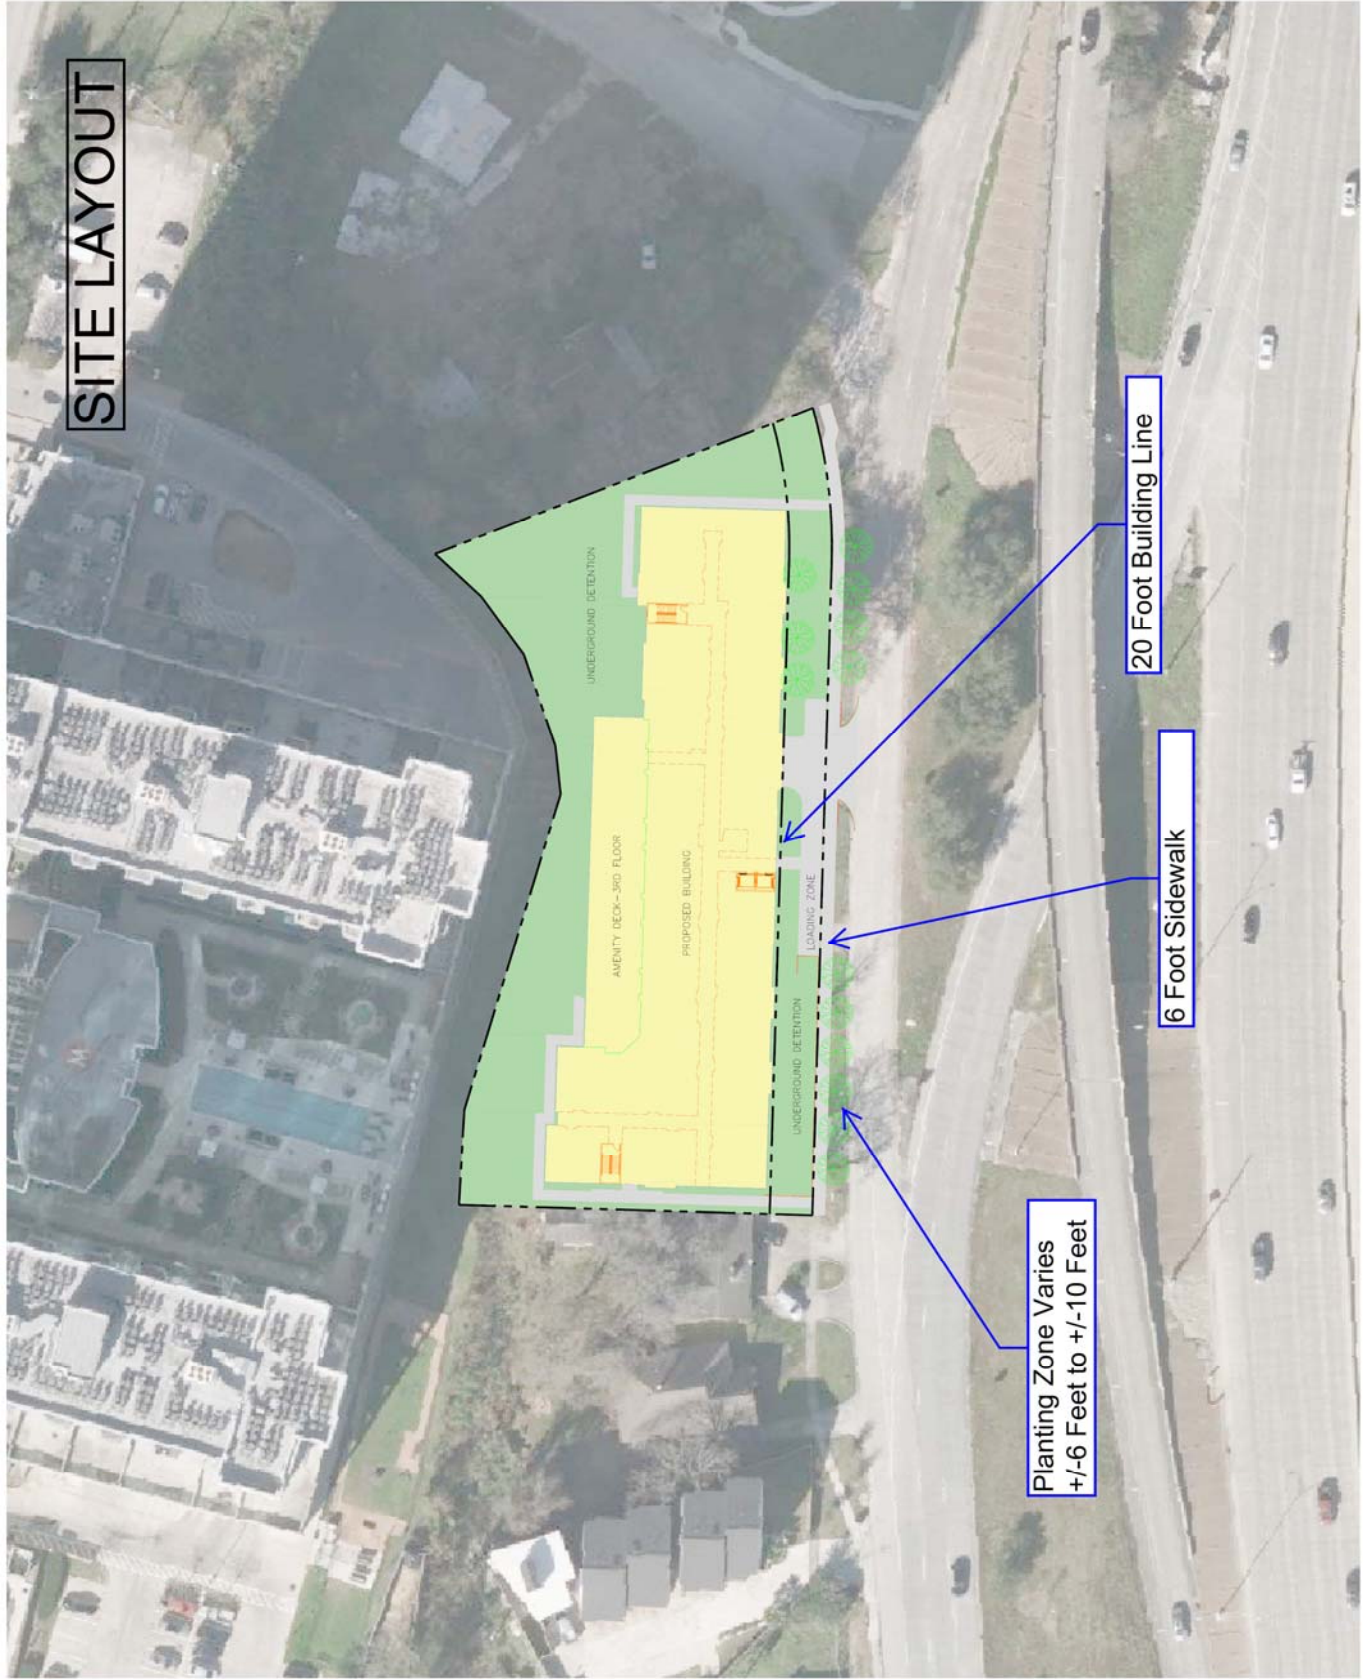 SITE LAYOUT
UNDERGROUND DETENTION
AMENITY DECK-3RD FLOOR
PROPOSED BUILDING
LOADING ZONE
UNDERGROUND DETENTION
20 Foot Building Line
6 Foot Sidewalk
Planting Zone Varies
+/-6 Feet to +/-10 Feet